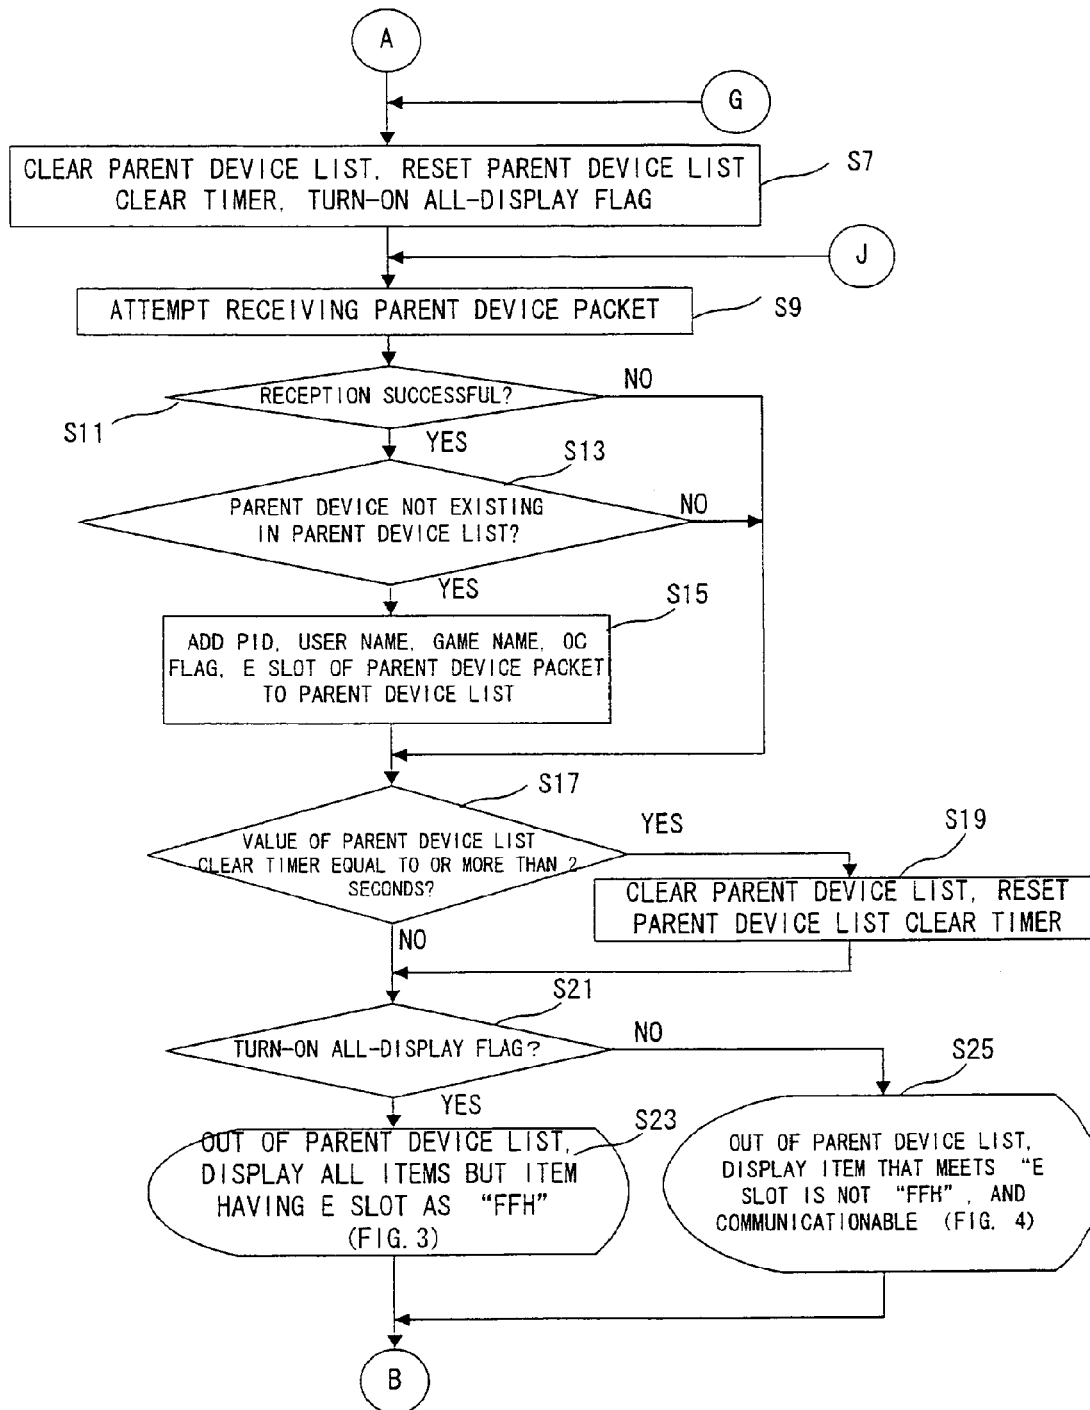 A
G
CLEAR PARENT DEVICE LIST, RESET PARENT DEVICE LIST
CLEAR TIMER, TURN-ON ALL-DISPLAY FLAG
S7
J
ATTEMPT RECEIVING PARENT DEVICE PACKET
S9
RECEPTION SUCCESSFUL?
NO
S11
YES
S13
PARENT DEVICE NOT EXISTING
IN PARENT DEVICE LIST?
NO
YES
S15
ADD PID, USER NAME, GAME NAME, OC
FLAG, E SLOT OF PARENT DEVICE PACKET
TO PARENT DEVICE LIST
S17
VALUE OF PARENT DEVICE LIST
CLEAR TIMER EQUAL TO OR MORE THAN 2
SECONDS?
YES
S19
CLEAR PARENT DEVICE LIST, RESET
PARENT DEVICE LIST CLEAR TIMER
NO
S21
TURN-ON ALL-DISPLAY FLAG?
NO
YES
S23
OUT OF PARENT DEVICE LIST,
DISPLAY ALL ITEMS BUT ITEM
HAVING E SLOT AS "FFH"
(FIG. 3)
S25
OUT OF PARENT DEVICE LIST,
DISPLAY ITEM THAT MEETS "E
SLOT IS NOT "FFH", AND
COMMUNICATIONABLE (FIG. 4)
B